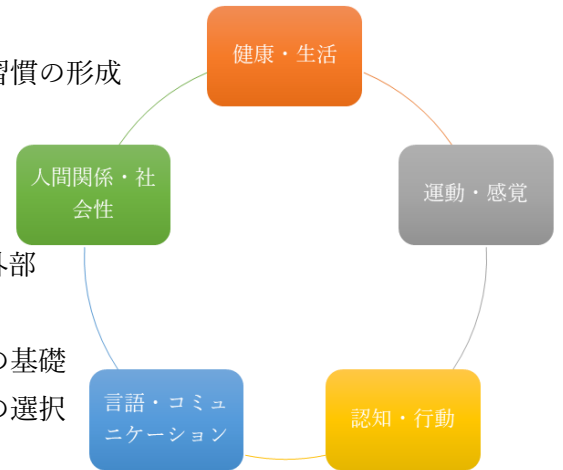 健康・生活
習慣の形成
人間関係・社
会性
運動・感覚
外部
の基礎
の選択
言語・コミュ
ニケーション
認知・行動